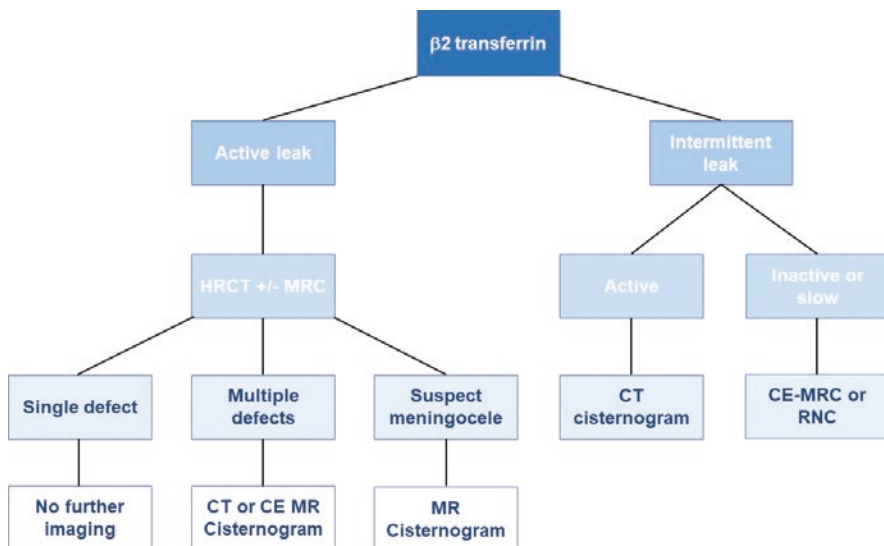 β2 transferrin
Active leak
Intermittent
leak
HRCT +/- MRC
Active
Inactive or
slow
Single defect
Multiple
defects
Suspect
meningocele
CT
cisternogram
CE-MRC or
RNC
No further
imaging
CT or CE MR
Cisternogram
MR
Cisternogram